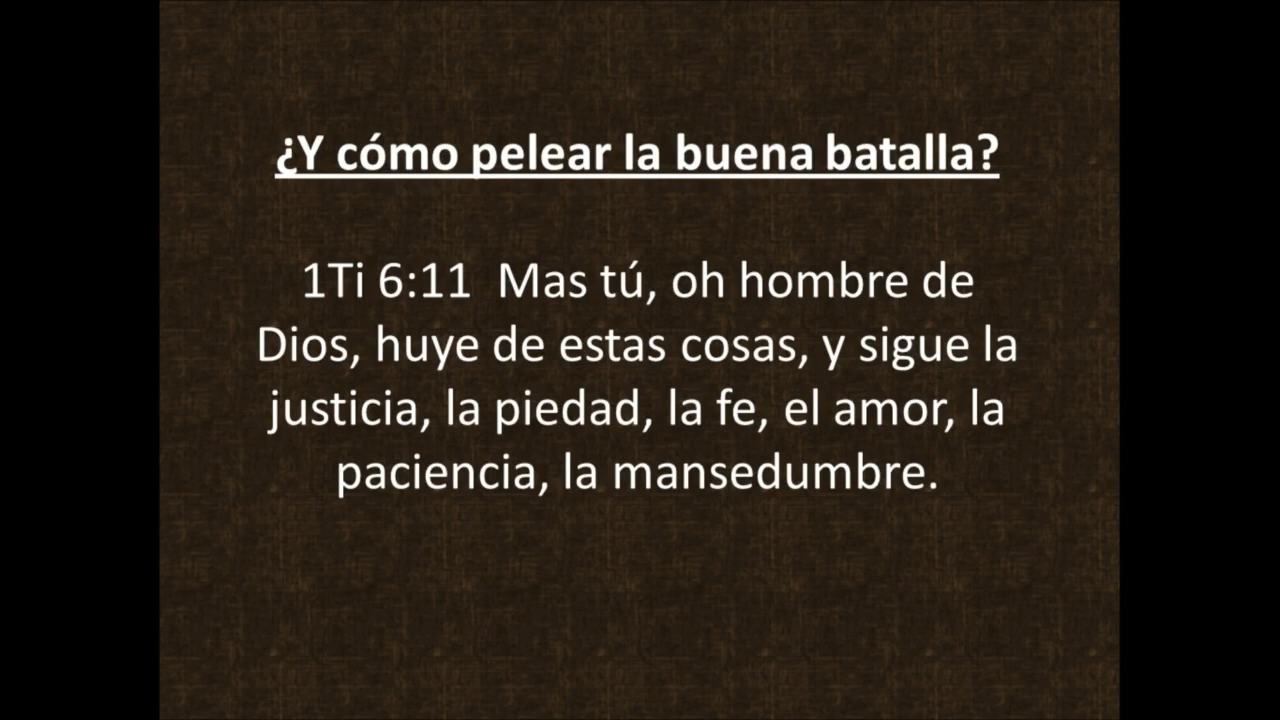 ¿Y cómo pelear la buena batalla?
1Ti 6:11  Mas tú, oh hombre de
Dios, huye de estas cosas, y sigue la
justicia, la piedad, la fe, el amor, la
paciencia, la mansedumbre.